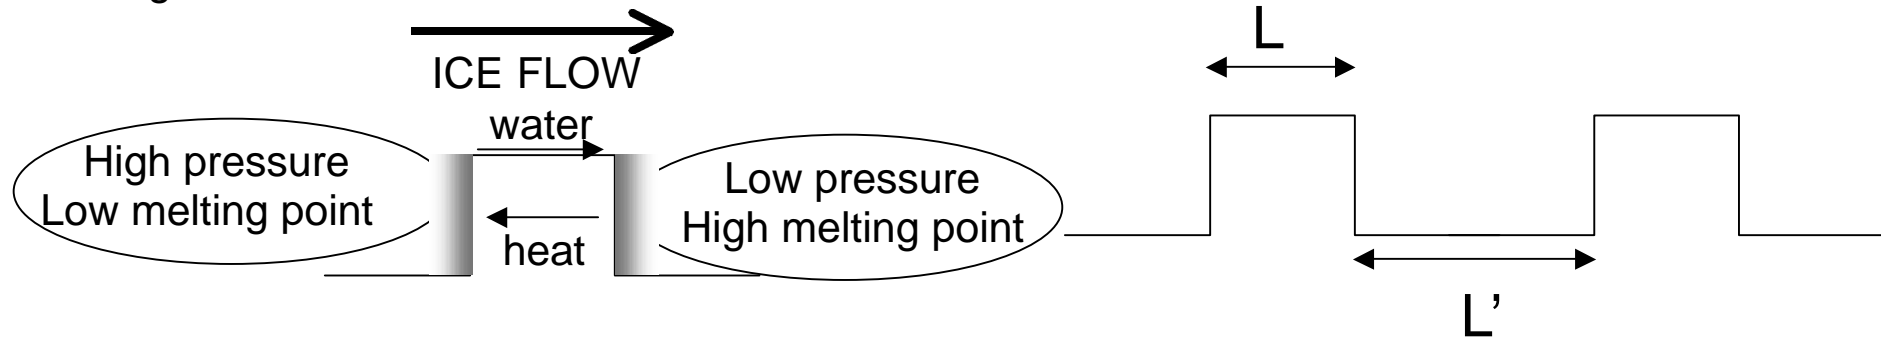 ICE FLOW
water
High pressure
Low melting point
heat
Low pressure
High melting point
L
L’